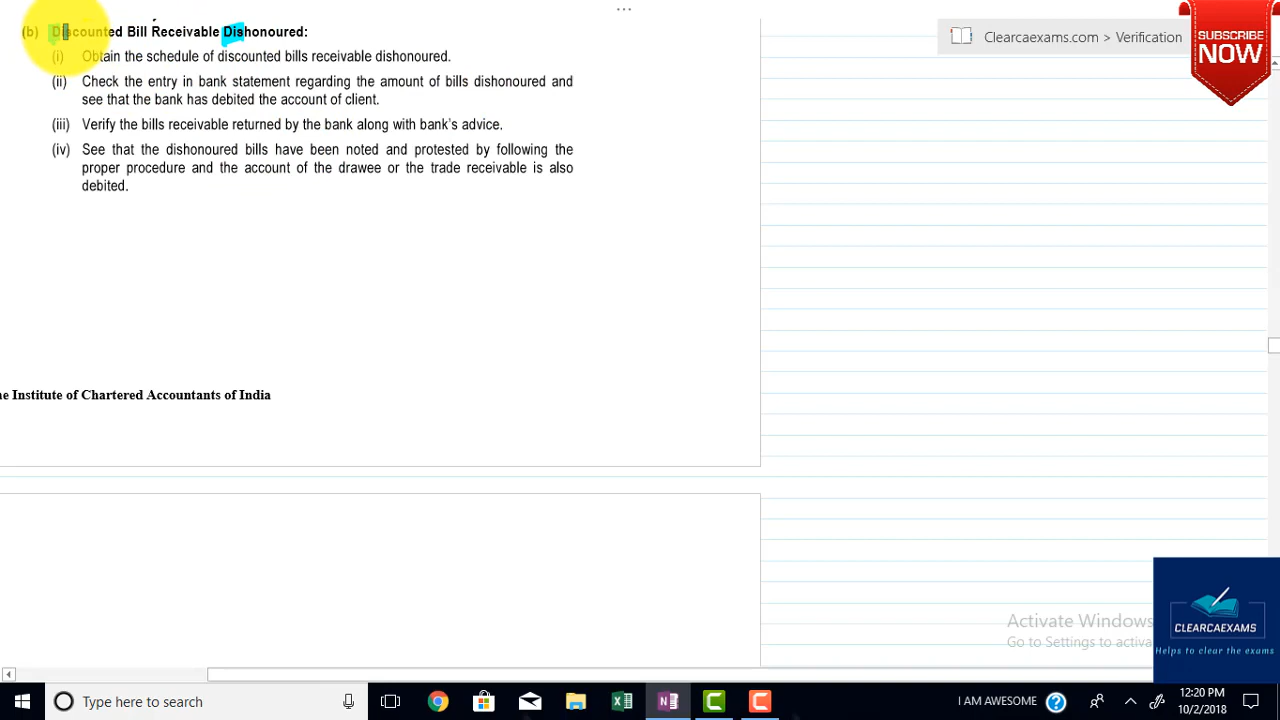 (b) Discounted Bill Receivable Dishonoured:
(i) Obtain the schedule of discounted bills receivable dishonoured.
(ii) Check the entry in bank statement regarding the amount of bills dishonoured and
see that the bank has debited the account of client.
(iii) Verify the bills receivable returned by the bank along with bank's advice.
(iv) See that the dishonoured bills have been noted and protested by following the
proper procedure and the account of the drawee or the trade receivable is also
debited.
Institute of Chartered Accountants of India
Clearcaexams.com > Verification
SUBSCRIBE
NOW
Activate Windows
Go to Settings to activa
CLEARCAEXAMS
Helps to clear the exams
Type here to search
I AM AWESOME
12:20 PM
10/2/2018